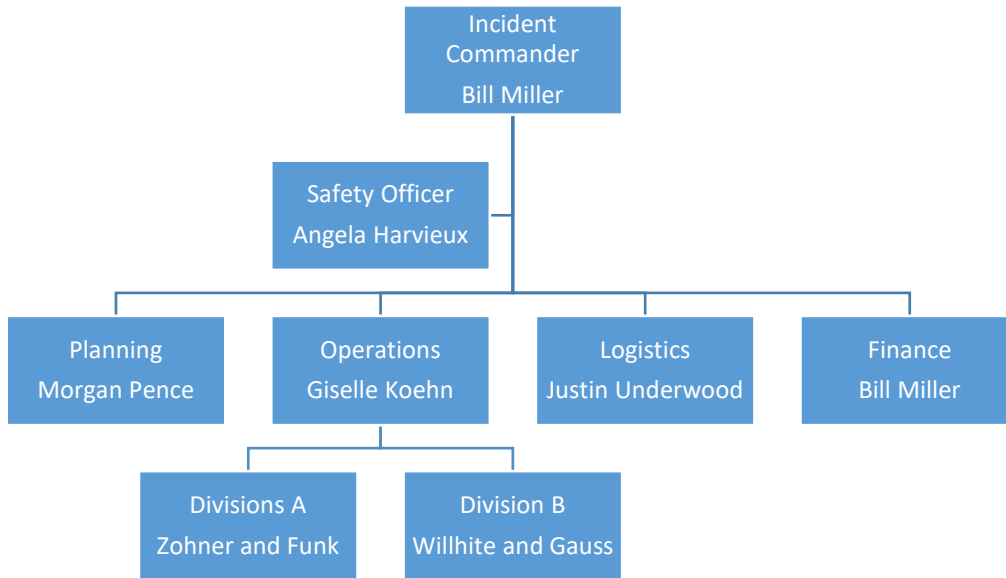 Incident
Commander
Bill Miller
Safety Officer
Angela Harvieux
Planning
Morgan Pence
Operations
Giselle Koehn
Logistics
Justin Underwood
Finance
Bill Miller
Divisions A
Zohner and Funk
Division B
Willhite and Gauss